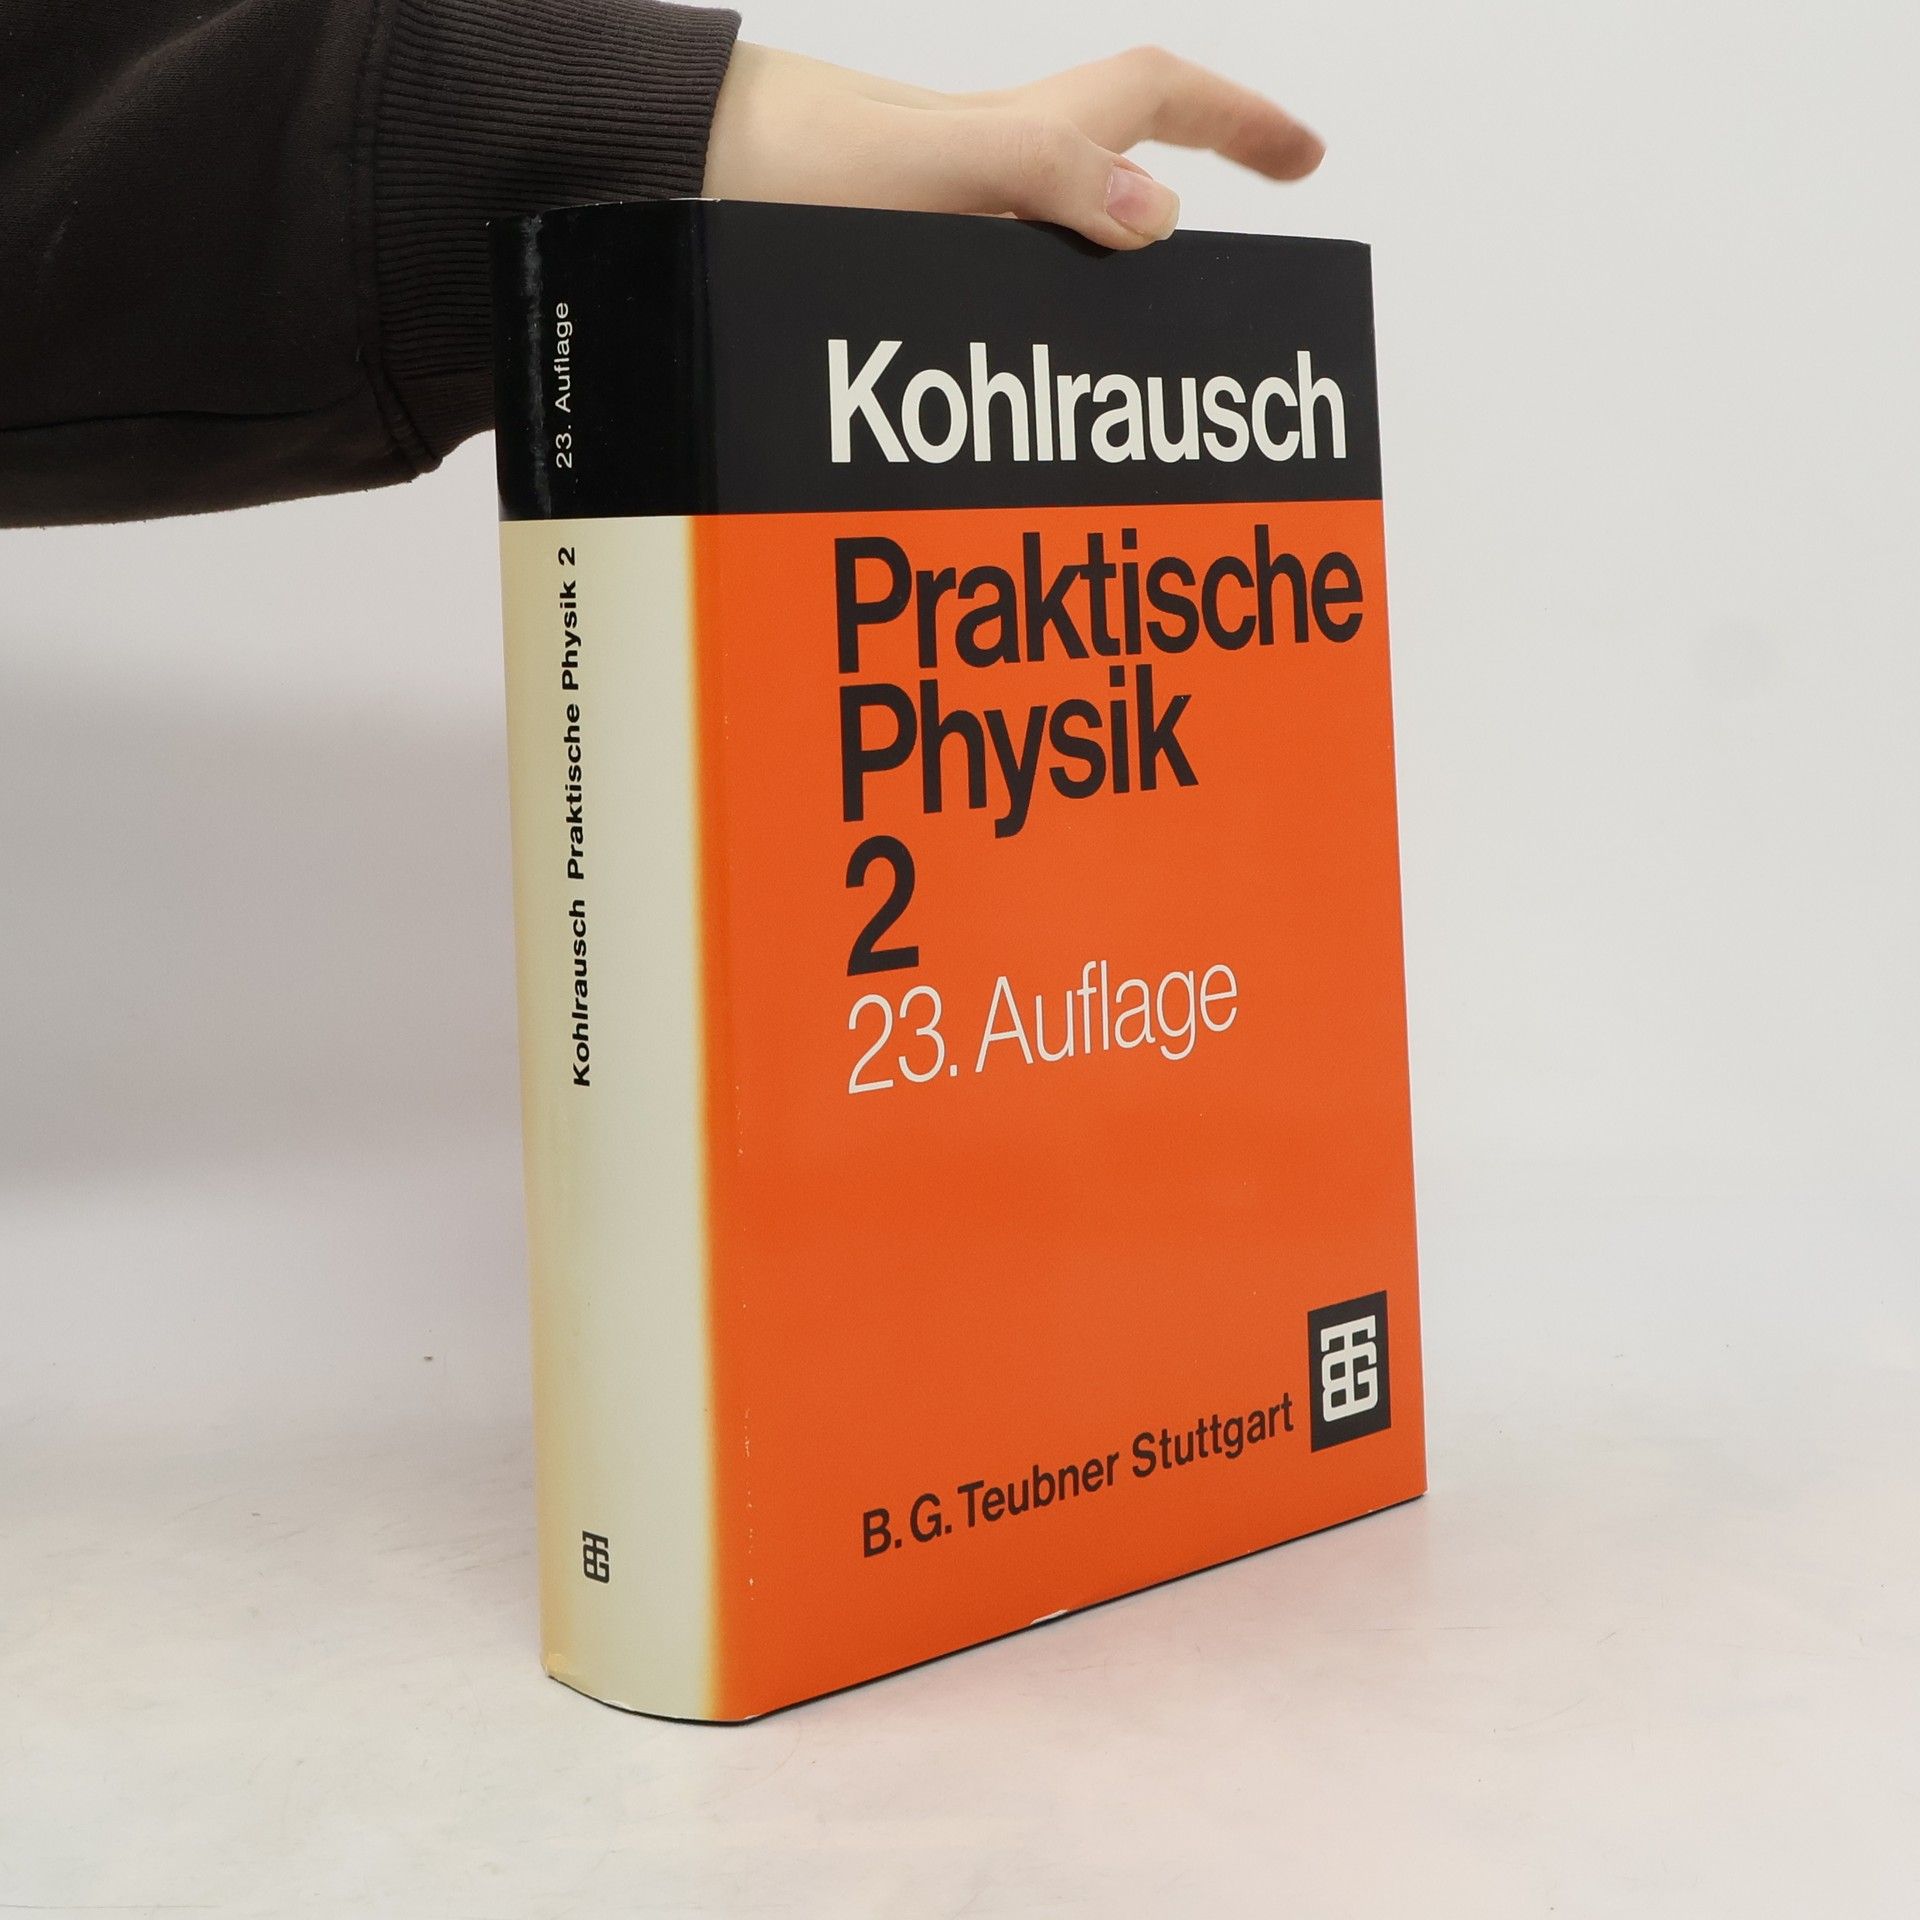 23. Auflage
Kohlrausch Praktische Physik 2
Kohlrausch
Praktische
Physik
2
23. Auflage
B. G. Teubner Stuttgart